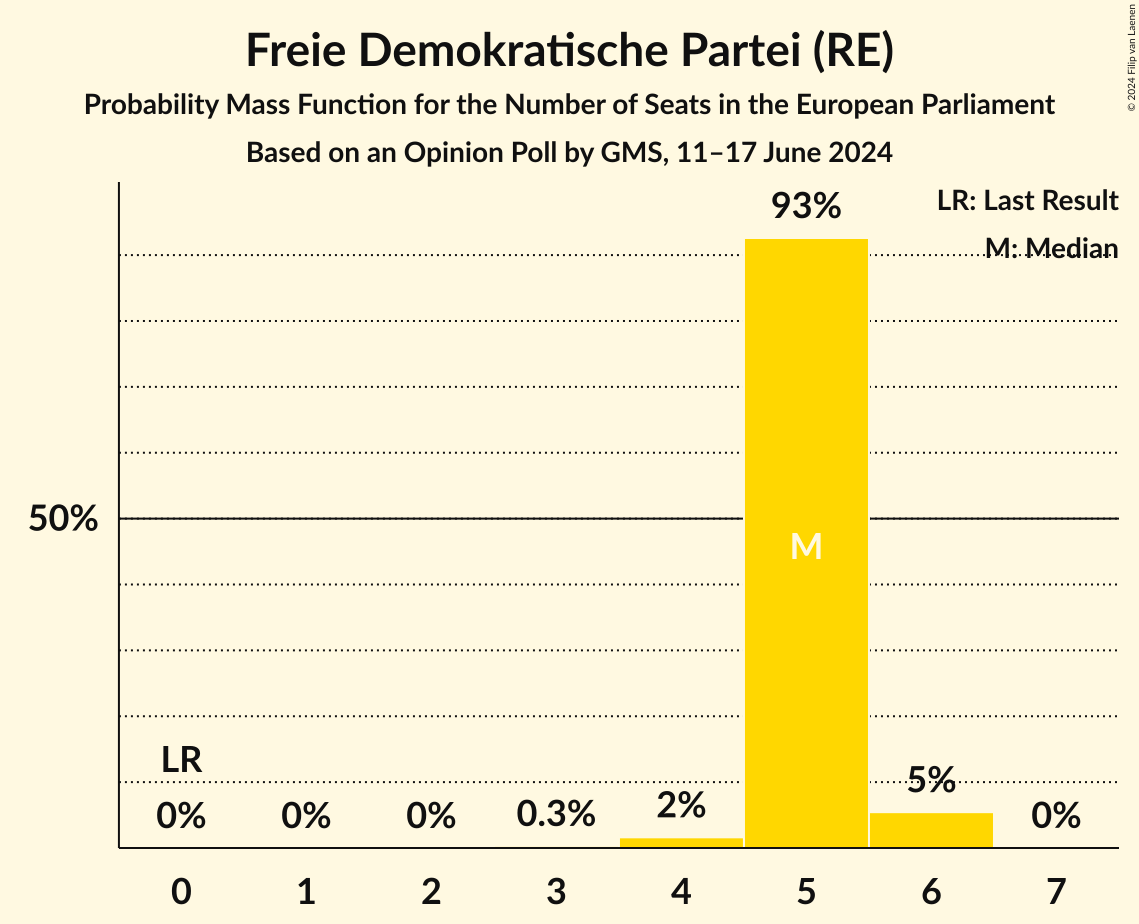 Freie Demokratische Partei (RE)
Probability Mass Function for the Number of Seats in the European Parliament
Based on an Opinion Poll by GMS, 11–17 June 2024
© 2024 Filip van Laenen
LR: Last Result
M: Median
93%
50%
M
LR
0%
0%
0%
0.3%
2%
5%
0%
0 1 2 3 4 5 6 7